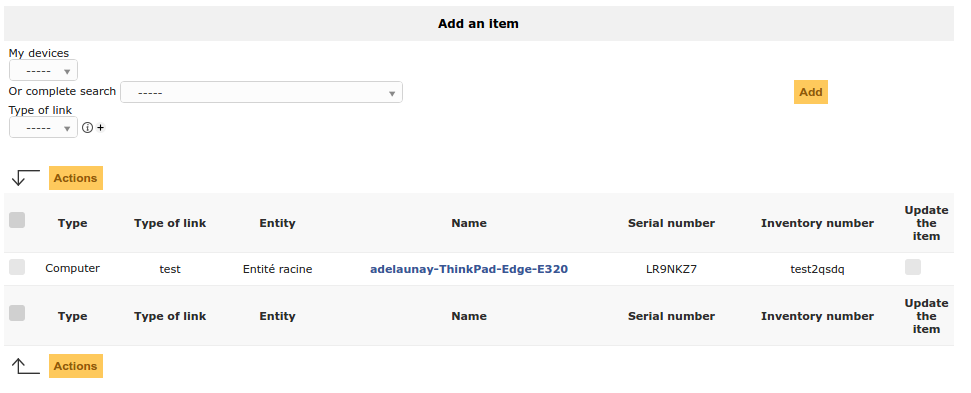 Add an item
My devices
-----
Or complete search -----
Add
Type of link
----- +
Actions
Type Type of link Entity Name Serial number Inventory number Update the item
Computer test Entité racine adelaunay-ThinkPad-Edge-E320 LR9NKZ7 test2qsdq
Type Type of link Entity Name Serial number Inventory number Update the item
Actions